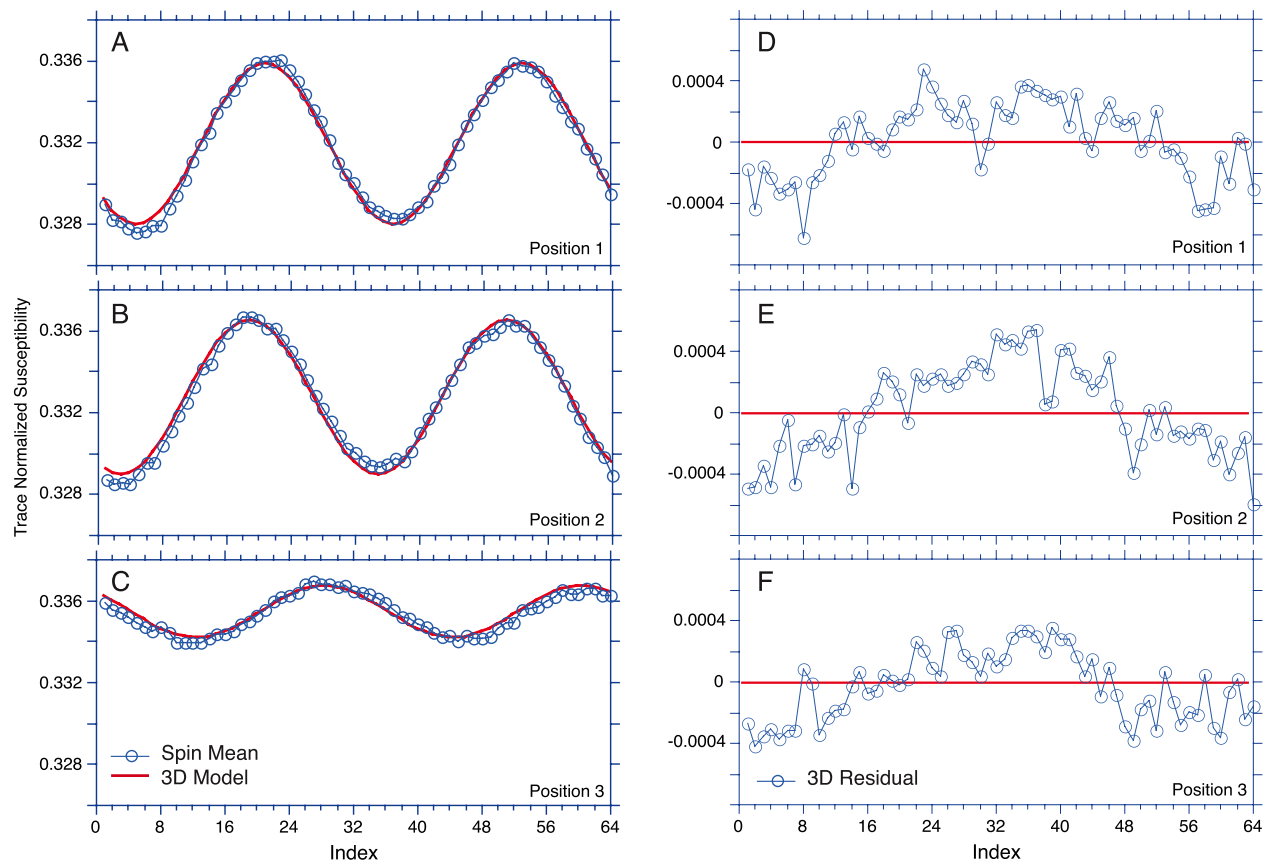 Trace Normalized Susceptibility
A
0.336
0.332
0.328
Position 1
B
0.336
0.332
0.328
Position 2
C
0.336
0.332
0.328
Spin Mean
3D Model
Position 3
0 8 16 24 32 40 48 56 64
Index
D
0.0004
0
-0.0004
Position 1
E
0.0004
0
-0.0004
Position 2
F
0.0004
0
-0.0004
3D Residual
Position 3
0 8 16 24 32 40 48 56 64
Index